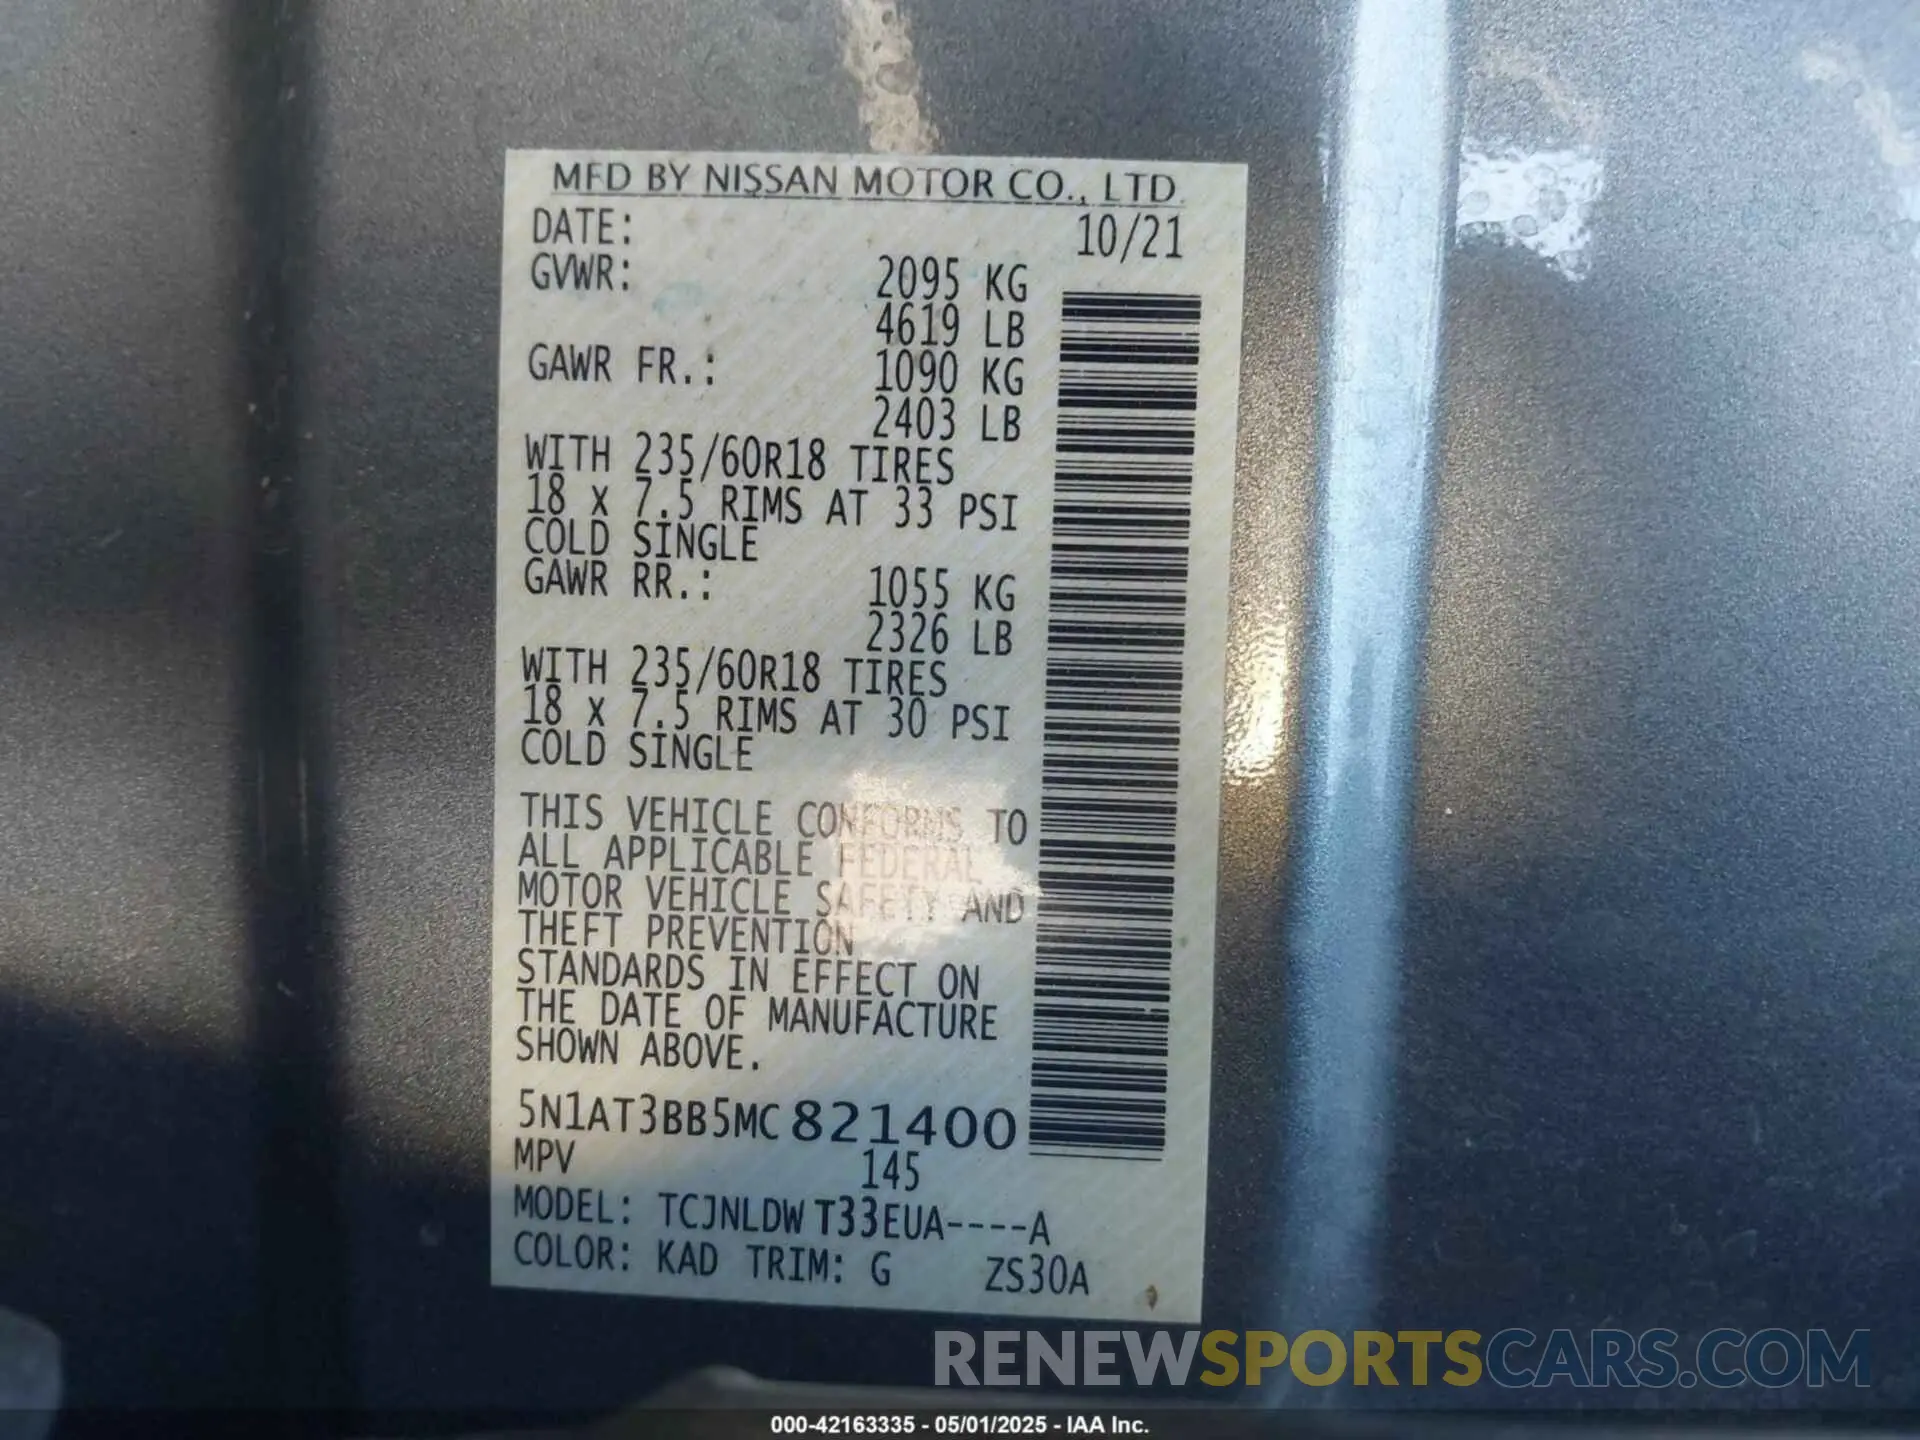 MFD BY NISSAN MOTOR CO., LTD.
DATE: 10/21
GVWR: 2095 KG
4619 LB
GAWR FR.: 1090 KG
2403 LB
WITH 235/60R18 TIRES
18 x 7.5 RIMS AT 33 PSI
COLD SINGLE
GAWR RR.: 1055 KG
2326 LB
WITH 235/60R18 TIRES
18 x 7.5 RIMS AT 30 PSI
COLD SINGLE
THIS VEHICLE CONFORMS TO
ALL APPLICABLE FEDERAL
MOTOR VEHICLE SAFETY AND
THEFT PREVENTION
STANDARDS IN EFFECT ON
THE DATE OF MANUFACTURE
SHOWN ABOVE.
5N1AT3BB5MC821400
MPV 145
MODEL: TCJNLDW T33EUA----A
COLOR: KAD TRIM: G ZS30A
RENEWSPORTSCARS.COM
000-42163335 - 05/01/2025 - IAA Inc.